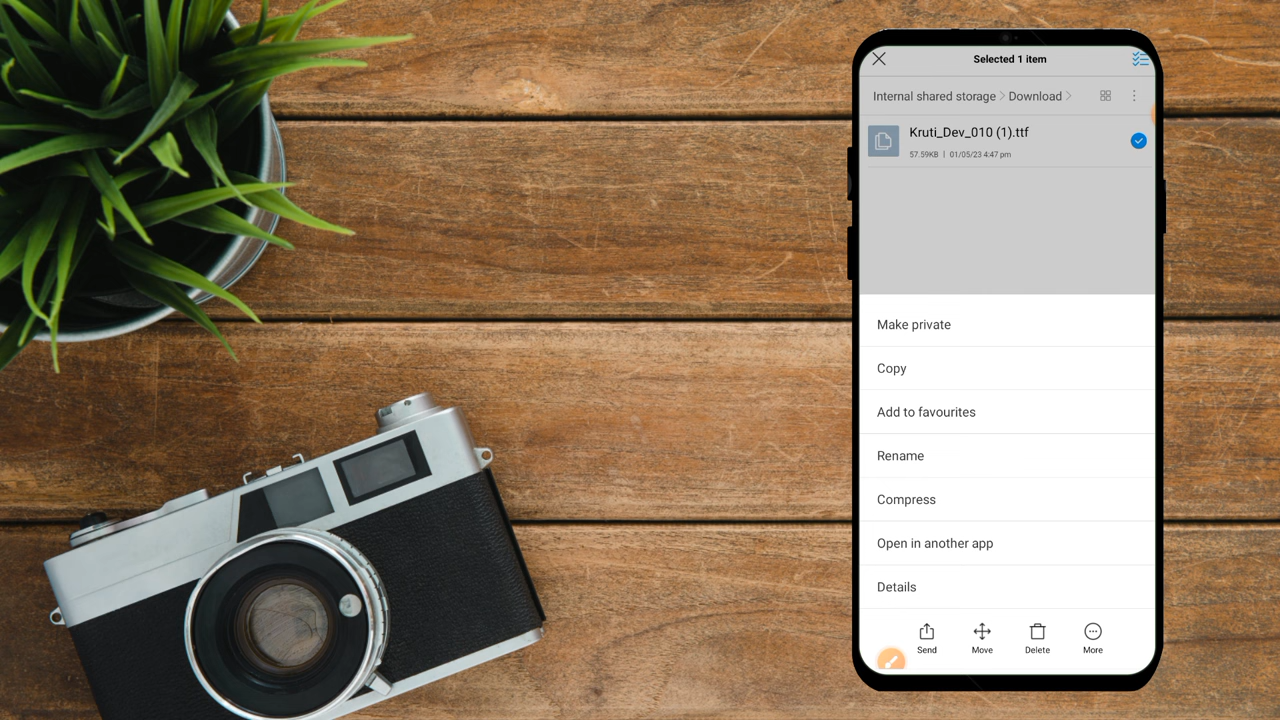 Selected 1 item
Internal shared storage > Download >
Kruti_Dev_010 (1).ttf
57.59KB | 01/05/23 4:47 pm
Make private
Copy
Add to favourites
Rename
Compress
Open in another app
Details
Send Move Delete More